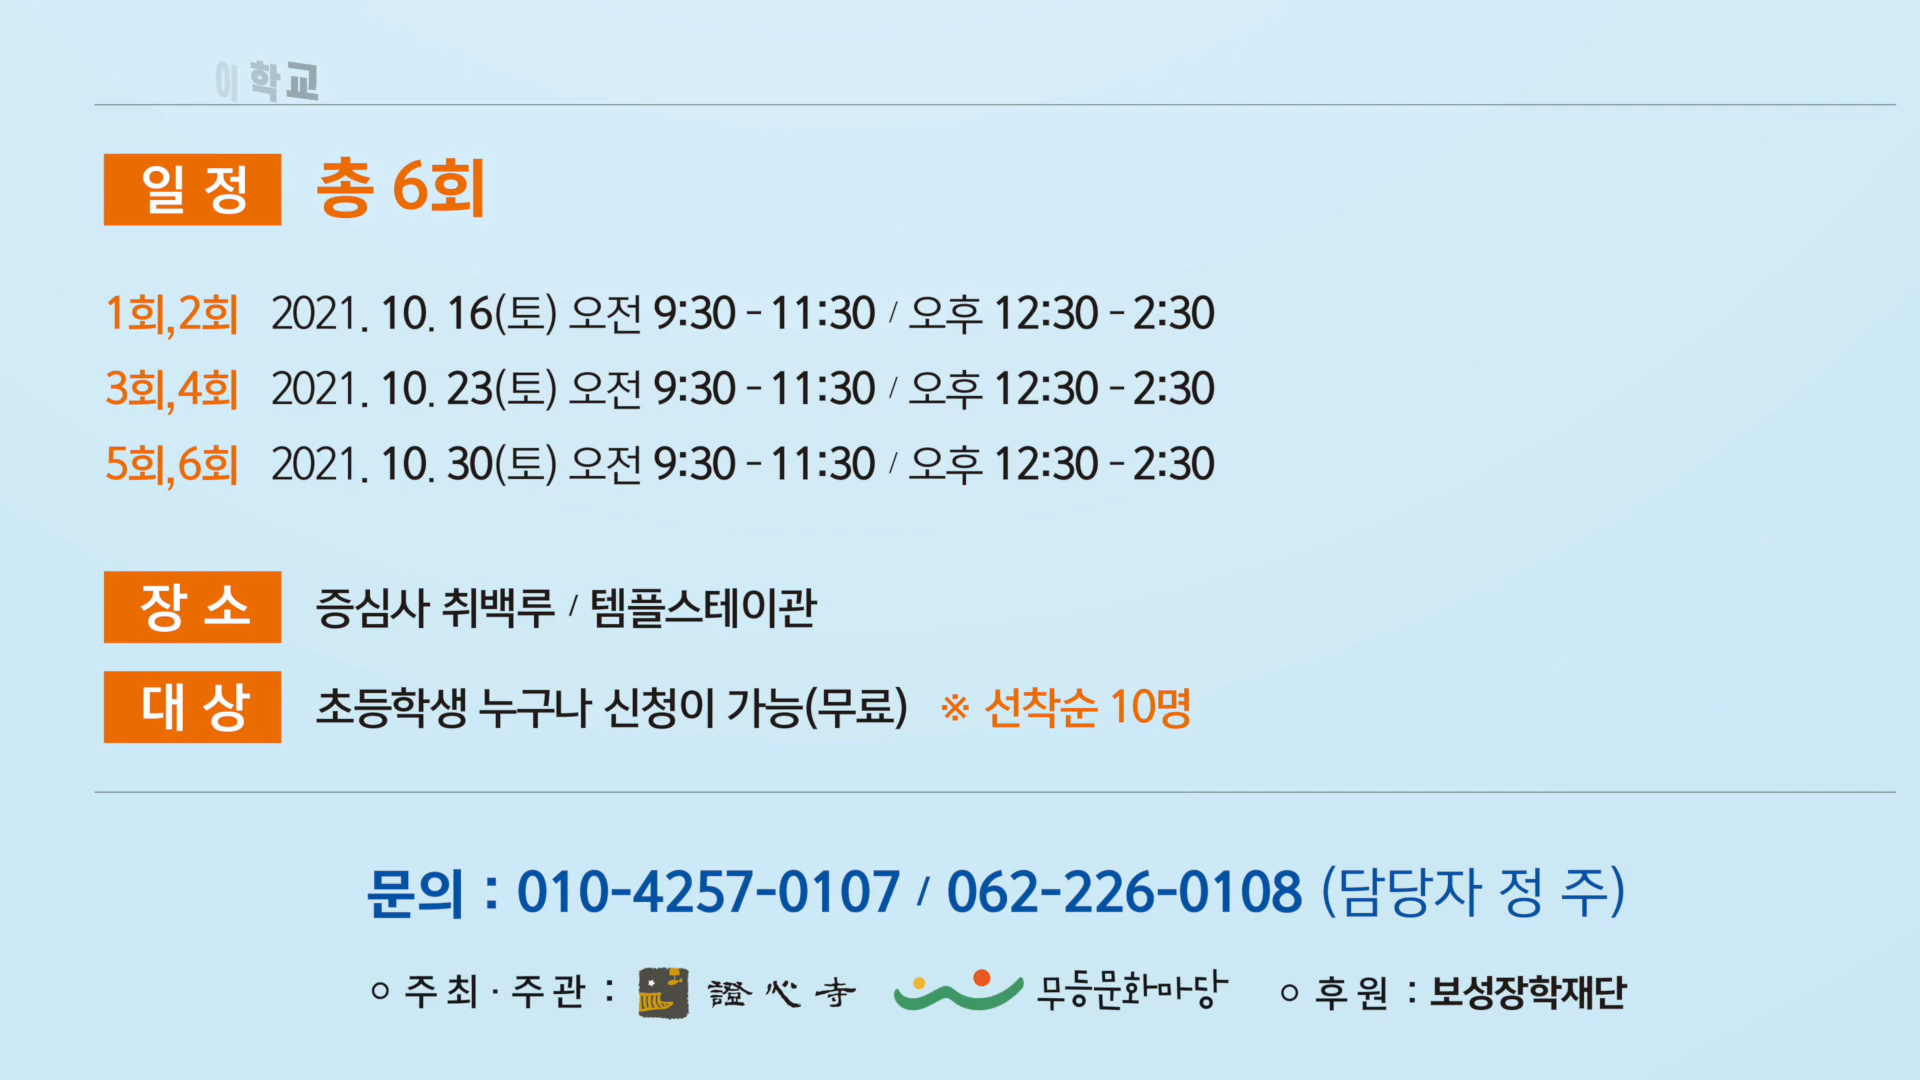 이학교
일 정 총 6회
1회,2회 2021. 10. 16(토) 오전 9:30 - 11:30 / 오후 12:30 - 2:30
3회,4회 2021. 10. 23(토) 오전 9:30 - 11:30 / 오후 12:30 - 2:30
5회,6회 2021. 10. 30(토) 오전 9:30 - 11:30 / 오후 12:30 - 2:30
장 소 증심사 취백루 / 템플스테이관
대 상 초등학생 누구나 신청이 가능(무료) ※ 선착순 10명
문의 : 010-4257-0107 / 062-226-0108 (담당자 정 주)
○ 주최 · 주관 : 證心寺 무등문화마당 ○ 후원 : 보성장학재단